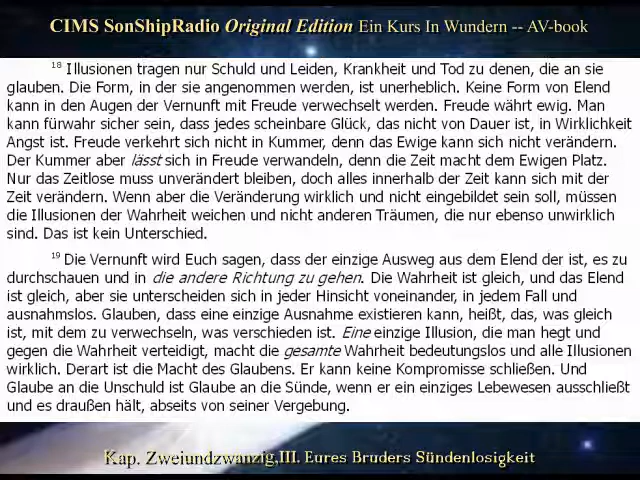 CIMS SonShipRadio Original Edition Ein Kurs In Wundern -- AV-book
18 Illusionen tragen nur Schuld und Leiden, Krankheit und Tod zu denen, die an sie
glauben. Die Form, in der sie angenommen werden, ist unerheblich. Keine Form von Elend
kann in den Augen der Vernunft mit Freude verwechselt werden. Freude währt ewig. Man
kann fürwahr sicher sein, dass jedes scheinbare Glück, das nicht von Dauer ist, in Wirklichkeit
Angst ist. Freude verkehrt sich nicht in Kummer, denn das Ewige kann sich nicht verändern.
Der Kummer aber lässt sich in Freude verwandeln, denn die Zeit macht dem Ewigen Platz.
Nur das Zeitlose muss unverändert bleiben, doch alles innerhalb der Zeit kann sich mit der
Zeit verändern. Wenn aber die Veränderung wirklich und nicht eingebildet sein soll, müssen
die Illusionen der Wahrheit weichen und nicht anderen Träumen, die nur ebenso unwirklich
sind. Das ist kein Unterschied.
19 Die Vernunft wird Euch sagen, dass der einzige Ausweg aus dem Elend der ist, es zu
durchschauen und in die andere Richtung zu gehen. Die Wahrheit ist gleich, und das Elend
ist gleich, aber sie unterscheiden sich in jeder Hinsicht voneinander, in jedem Fall und
ausnahmslos. Glauben, dass eine einzige Ausnahme existieren kann, heißt, das, was gleich
ist, mit dem zu verwechseln, was verschieden ist. Eine einzige Illusion, die man hegt und
gegen die Wahrheit verteidigt, macht die gesamte Wahrheit bedeutungslos und alle Illusionen
wirklich. Derart ist die Macht des Glaubens. Er kann keine Kompromisse schließen. Und
Glaube an die Unschuld ist Glaube an die Sünde, wenn er ein einziges Lebewesen ausschließt
und es draußen hält, abseits von seiner Vergebung.
Kap. Zweiundzwanzig,III. Eures Bruders Sündenlosigkeit